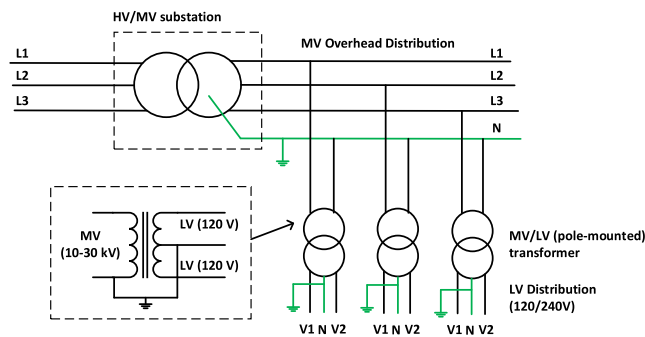 HV/MV substation
MV Overhead Distribution
L1
L1
L2
L2
L3
L3
N
MV
(10-30 kV)
LV (120 V)
LV (120 V)
MV/LV (pole-mounted)
transformer
LV Distribution
(120/240V)
V1 N V2
V1 N V2
V1 N V2